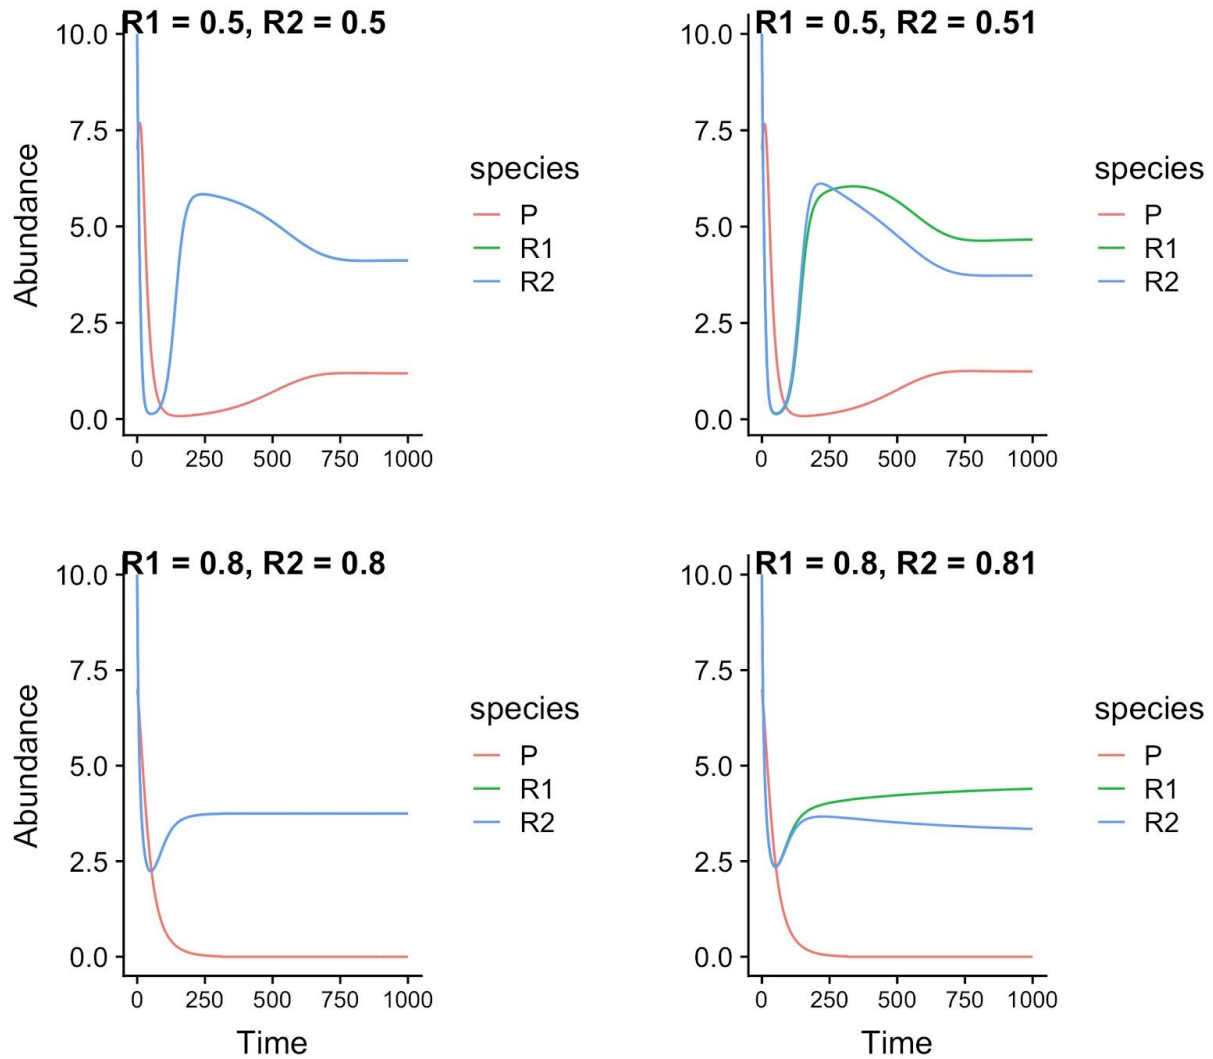 R1 = 0.5, R2 = 0.5
10.0
7.5
5.0
2.5
0.0
Abundance
0 250 500 750 1000
species
P
R1
R2
R1 = 0.5, R2 = 0.51
10.0
7.5
5.0
2.5
0.0
0 250 500 750 1000
species
P
R1
R2
R1 = 0.8, R2 = 0.8
10.0
7.5
5.0
2.5
0.0
Abundance
0 250 500 750 1000
Time
species
P
R1
R2
R1 = 0.8, R2 = 0.81
10.0
7.5
5.0
2.5
0.0
0 250 500 750 1000
Time
species
P
R1
R2